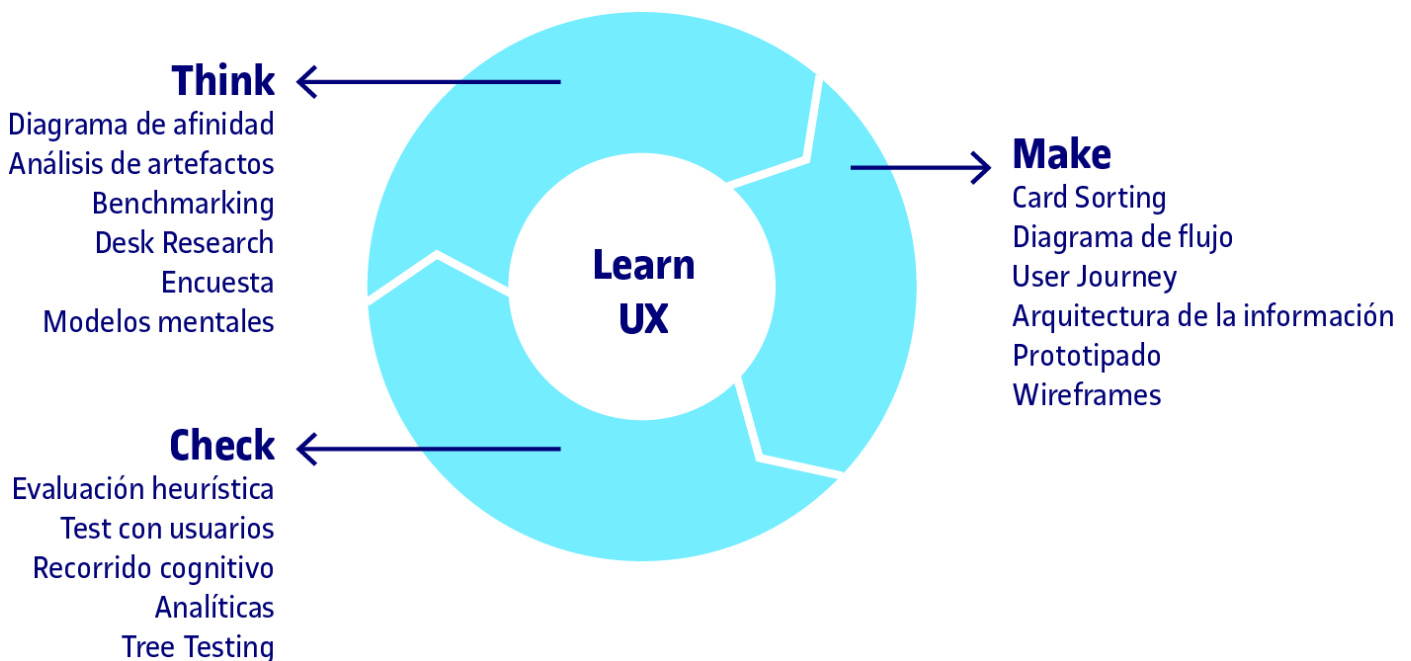 Think
Diagrama de afinidad
Análisis de artefactos
Benchmarking
Desk Research
Encuesta
Modelos mentales
Learn
UX
Make
Card Sorting
Diagrama de flujo
User Journey
Arquitectura de la información
Prototipado
Wireframes
Check
Evaluación heurística
Test con usuarios
Recorrido cognitivo
Analíticas
Tree Testing